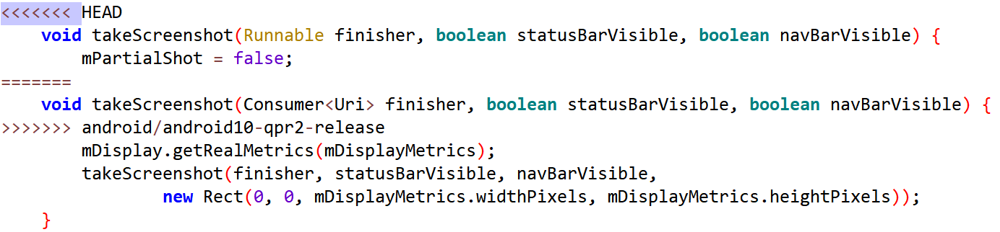 <<<<<<< HEAD
    void takeScreenshot(Runnable finisher, boolean statusBarVisible, boolean navBarVisible) {
        mPartialShot = false;
=======
    void takeScreenshot(Consumer<Uri> finisher, boolean statusBarVisible, boolean navBarVisible) {
>>>>>>> android/android10-qpr2-release
        mDisplay.getRealMetrics(mDisplayMetrics);
        takeScreenshot(finisher, statusBarVisible, navBarVisible,
                new Rect(0, 0, mDisplayMetrics.widthPixels, mDisplayMetrics.heightPixels));
    }